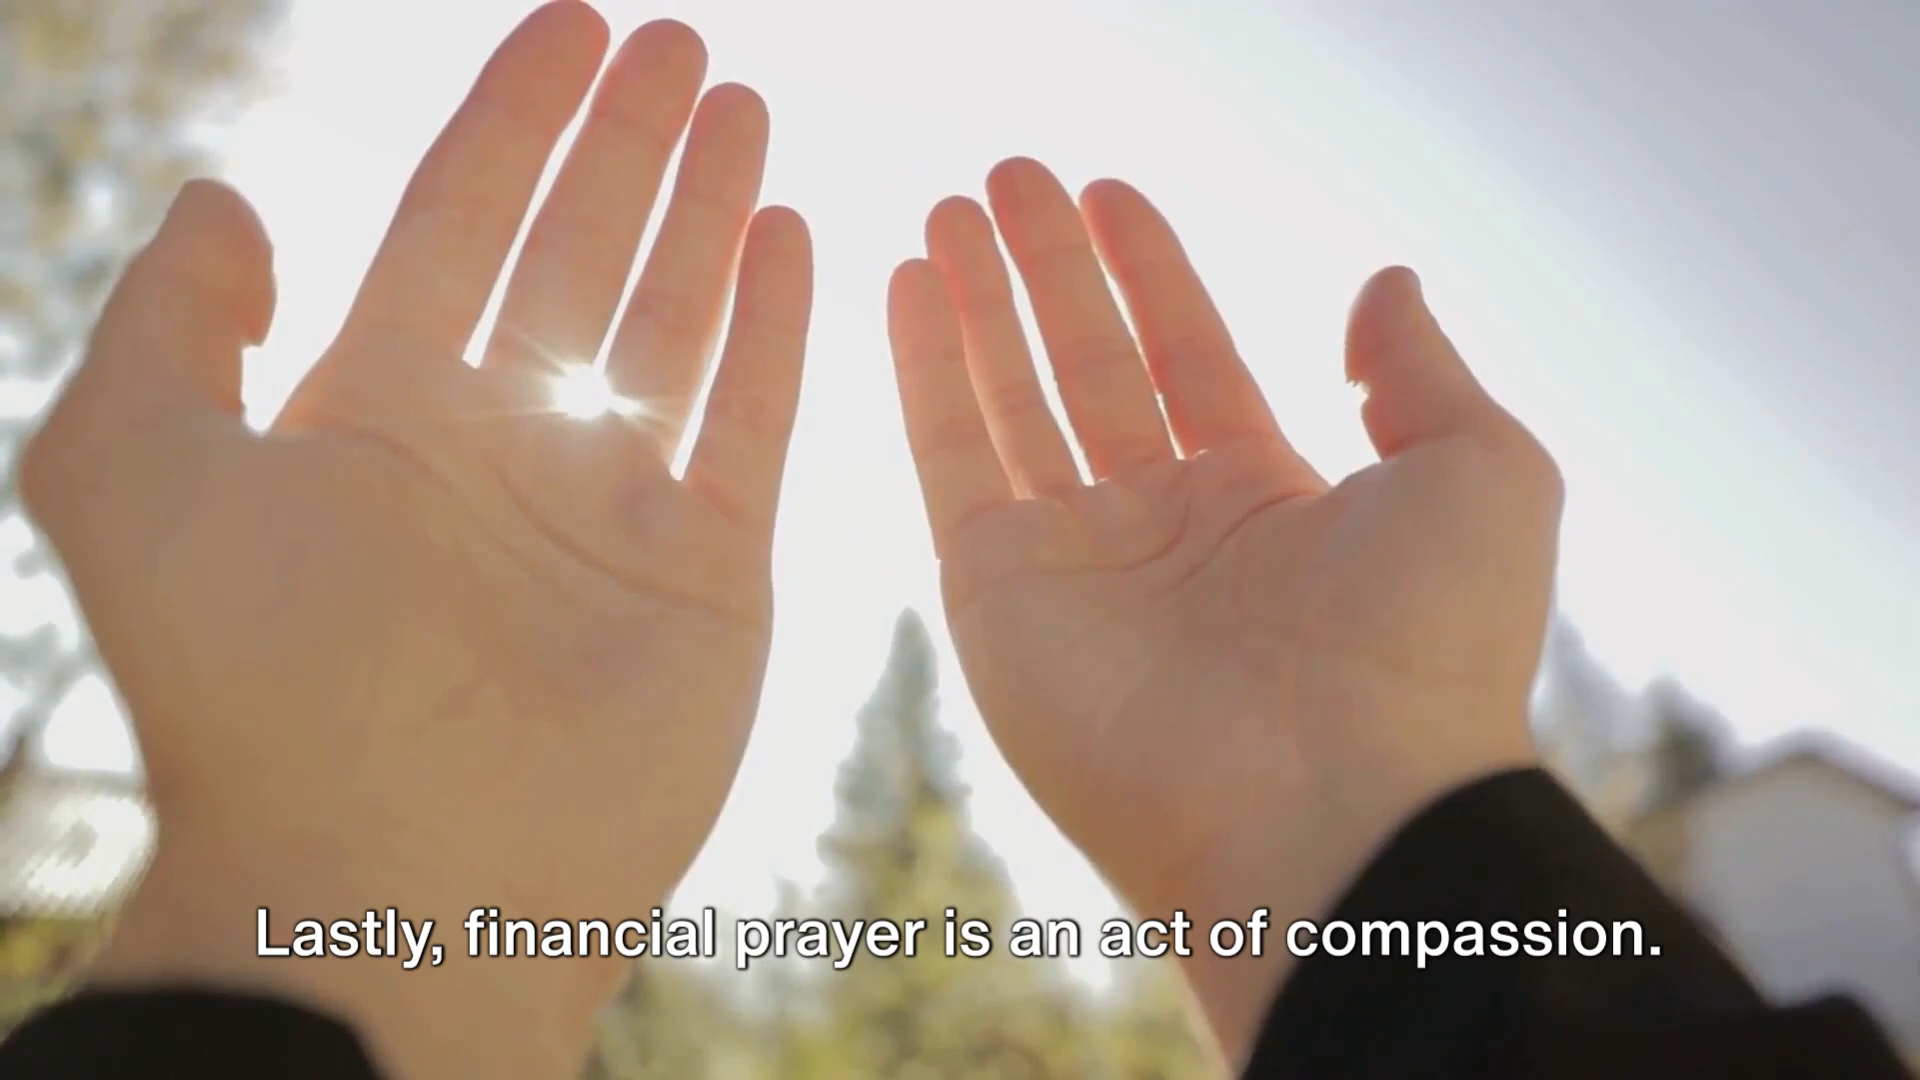 Lastly, financial prayer is an act of compassion.